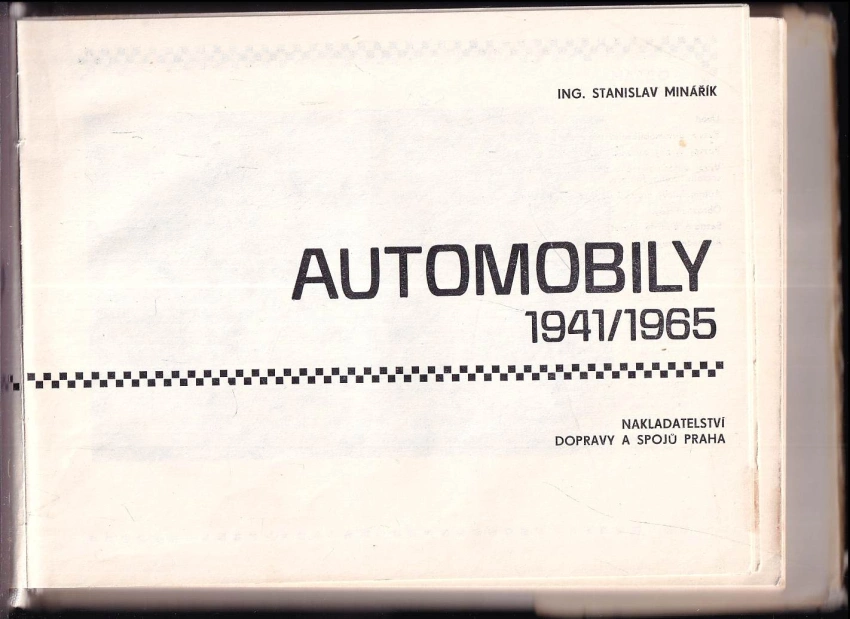 ING. STANISLAV MINÁŘÍK
AUTOMOBILY
1941/1965
NAKLADATELSTVÍ
DOPRAVY A SPOJŮ PRAHA